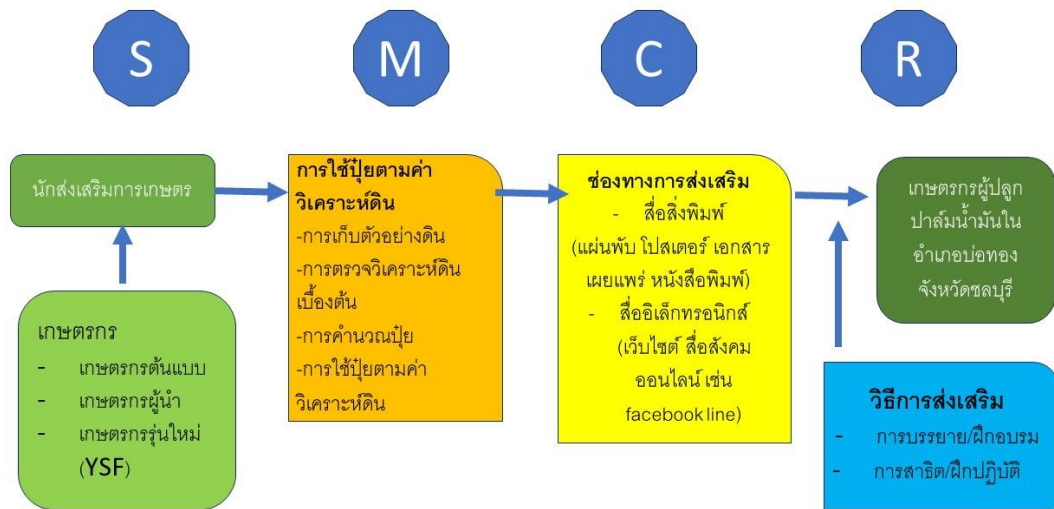 S
M
C
R
นักส่งเสริมการเกษตร
เกษตรกร
- เกษตรกรต้นแบบ
- เกษตรกรผู้นำ
- เกษตรกรรุ่นใหม่
(YSF)
การใช้ปุ๋ยตามค่า
วิเคราะห์ดิน
-การเก็บตัวอย่างดิน
-การตรวจวิเคราะห์ดิน
เบื้องต้น
-การคำนวณปุ๋ย
-การใช้ปุ๋ยตามค่า
วิเคราะห์ดิน
ช่องทางการส่งเสริม
- สื่อสิ่งพิมพ์
(แผ่นพับ โปสเตอร์ เอกสาร
เผยแพร่ หนังสือพิมพ์)
- สื่ออิเล็กทรอนิกส์
(เว็บไซต์ สื่อสังคม
ออนไลน์ เช่น
facebook line)
เกษตรกรผู้ปลูก
ปาล์มน้ำมันใน
อำเภอบ่อทอง
จังหวัดชลบุรี
วิธีการส่งเสริม
- การบรรยาย/ฝึกอบรม
- การสาธิต/ฝึกปฏิบัติ